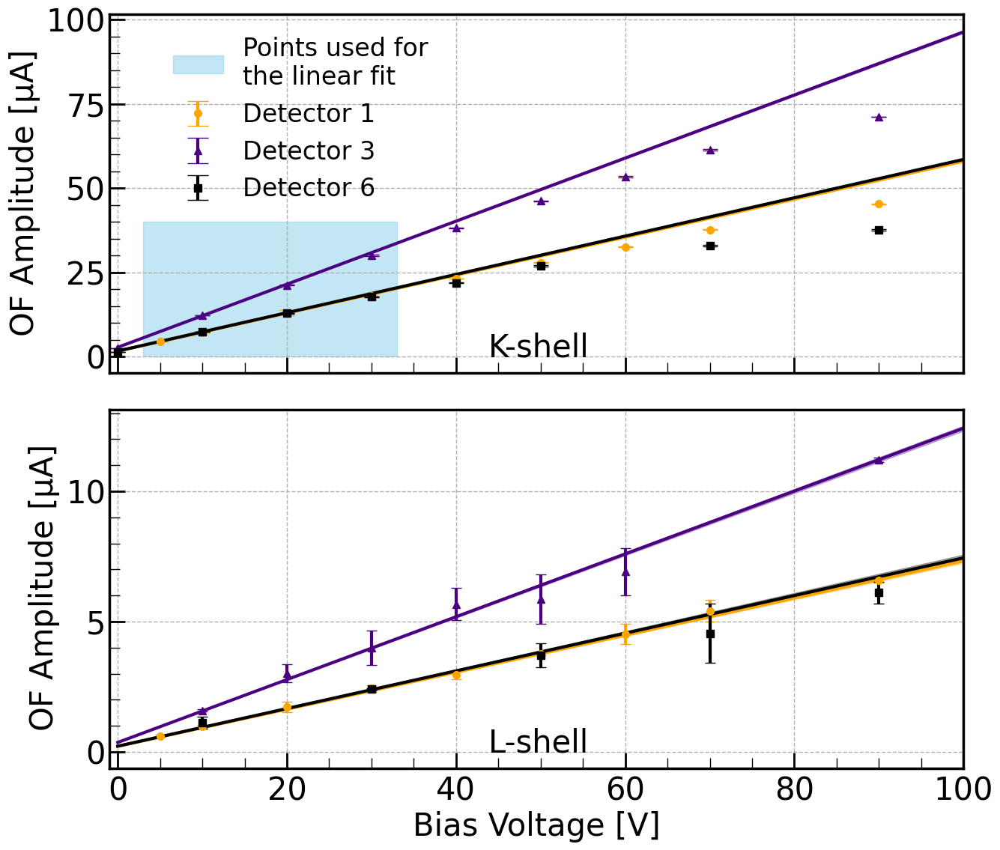 100
75
50
25
0
OF Amplitude [μA]
Points used for
the linear fit
Detector 1
Detector 3
Detector 6
K-shell
10
5
0
OF Amplitude [μA]
L-shell
0 20 40 60 80 100
Bias Voltage [V]